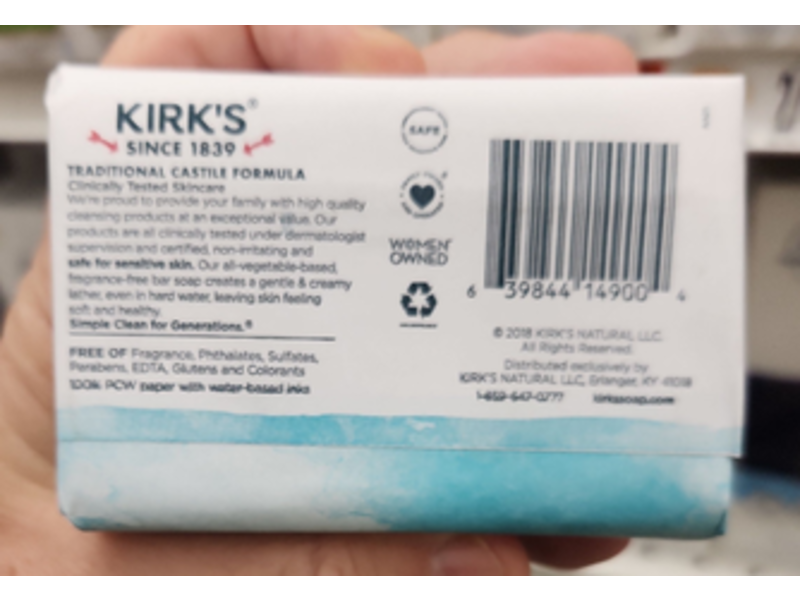 KIRK'S®
SINCE 1839
TRADITIONAL CASTILE FORMULA
Clinically Tested Skincare
We're proud to provide your family with high quality
cleansing products at an exceptional value. Our
products are all clinically tested under dermatologist
supervision and certified, non-irritating and
safe for sensitive skin. Our all-vegetable-based,
fragrance-free bar soap creates a gentle & creamy
lather, even in hard water, leaving skin feeling
soft and healthy.
Simple Clean for Generations.®
FREE OF Fragrance, Phthalates, Sulfates,
Parabens, EDTA, Glutens and Colorants
100% PCW paper with water-based inks
SAFE
WOMEN
OWNED
6 39844 14900 4
© 2018 KIRK'S NATURAL LLC.
All Rights Reserved.
Distributed exclusively by
KIRK'S NATURAL LLC, Erlanger, KY 41018
1-859-647-0777 kirkssoap.com